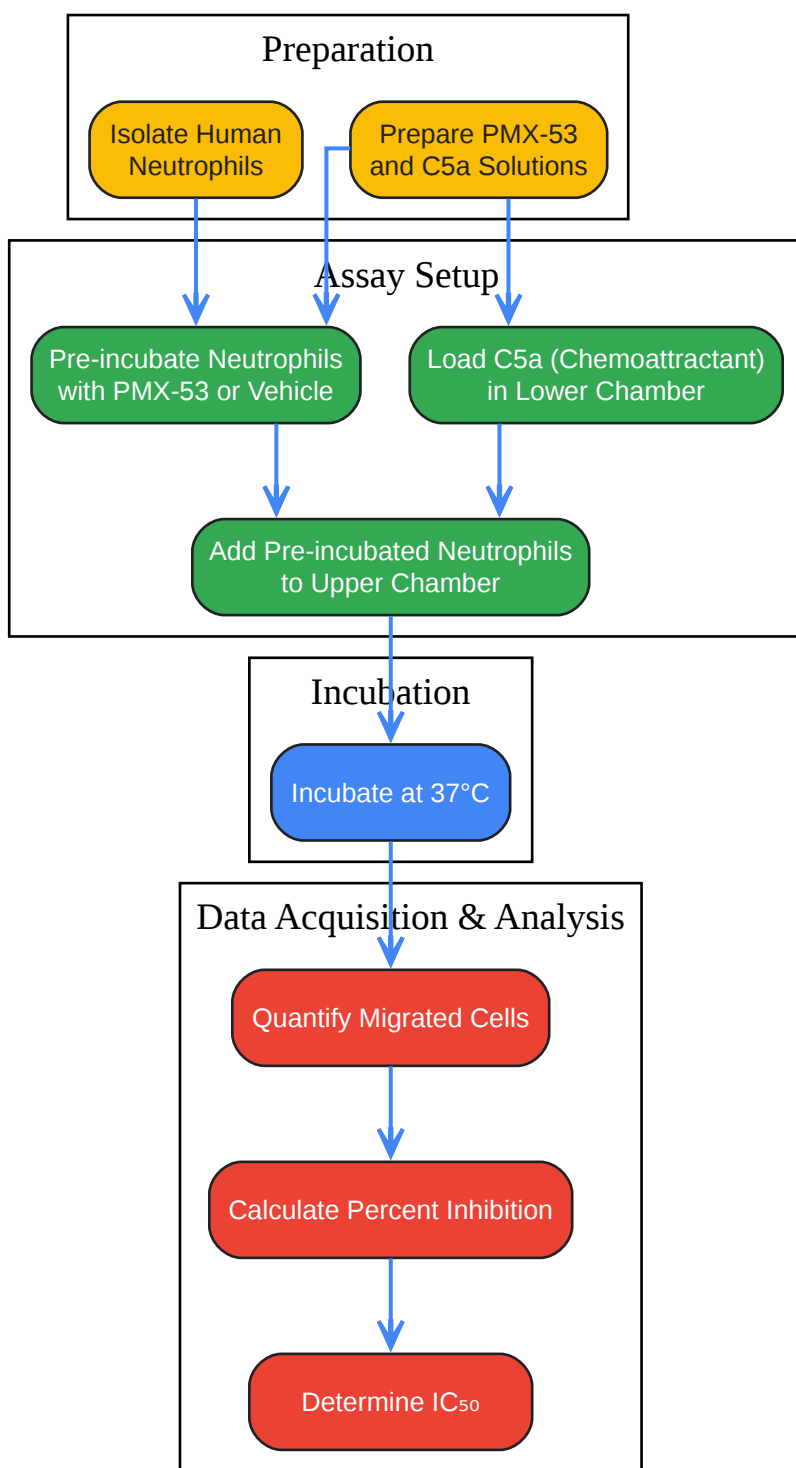 Preparation
Isolate Human
Neutrophils
Prepare PMX-53
and C5a Solutions
Assay Setup
Pre-incubate Neutrophils
with PMX-53 or Vehicle
Load C5a (Chemoattractant)
in Lower Chamber
Add Pre-incubated Neutrophils
to Upper Chamber
Incubation
Incubate at 37°C
Data Acquisition & Analysis
Quantify Migrated Cells
Calculate Percent Inhibition
Determine IC₅₀